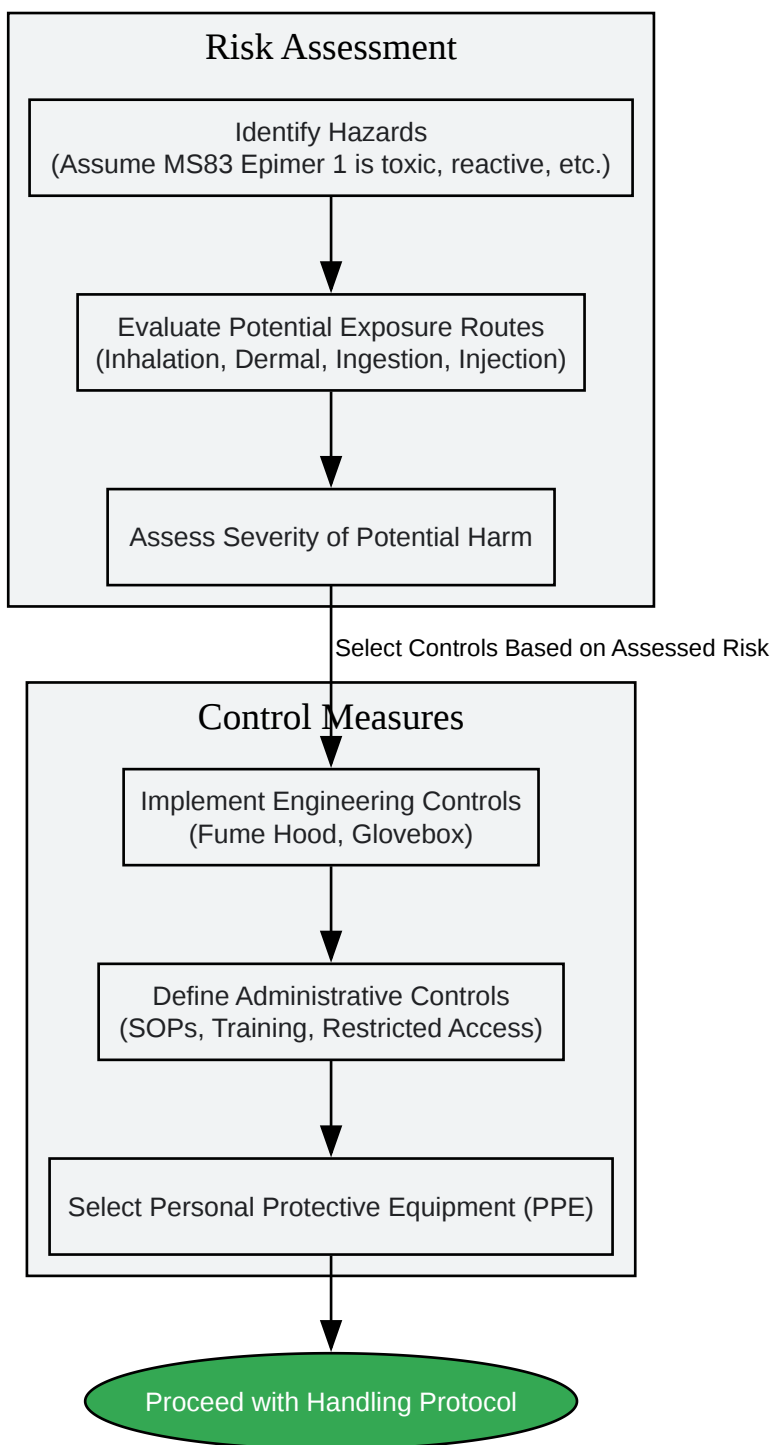 Risk Assessment
Identify Hazards
(Assume MS83 Epimer 1 is toxic, reactive, etc.)
Evaluate Potential Exposure Routes
(Inhalation, Dermal, Ingestion, Injection)
Assess Severity of Potential Harm
Select Controls Based on Assessed Risk
Control Measures
Implement Engineering Controls
(Fume Hood, Glovebox)
Define Administrative Controls
(SOPs, Training, Restricted Access)
Select Personal Protective Equipment (PPE)
Proceed with Handling Protocol